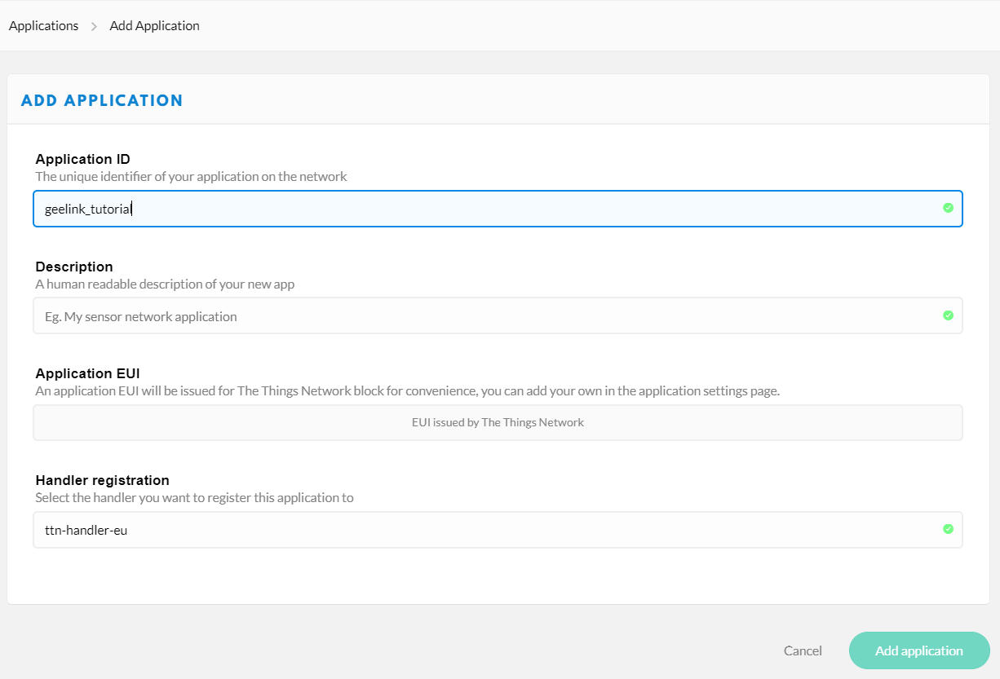 Applications > Add Application
ADD APPLICATION
Application ID
The unique identifier of your application on the network
geelink_tutorial
Description
A human readable description of your new app
Eg. My sensor network application
Application EUI
An application EUI will be issued for The Things Network block for convenience, you can add your own in the application settings page.
EUI issued by The Things Network
Handler registration
Select the handler you want to register this application to
ttn-handler-eu
Cancel Add application